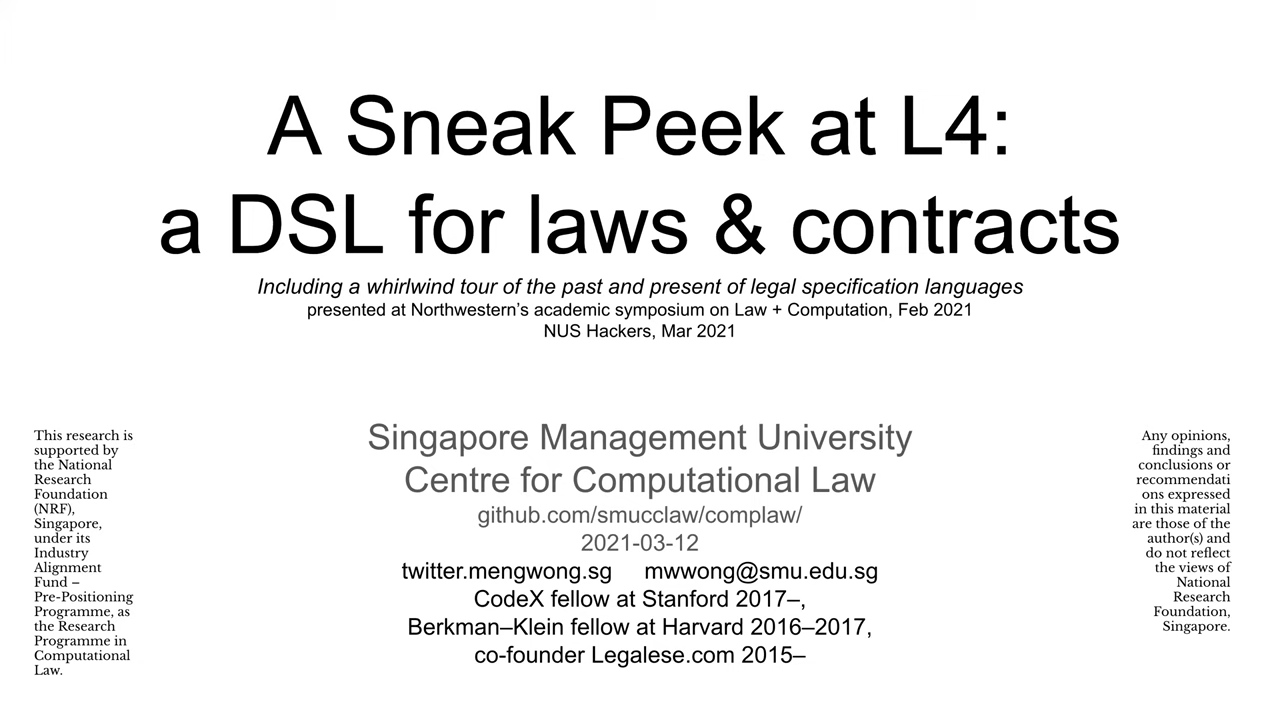 A Sneak Peek at L4:
a DSL for laws & contracts
Including a whirlwind tour of the past and present of legal specification languages
presented at Northwestern's academic symposium on Law + Computation, Feb 2021
NUS Hackers, Mar 2021
This research is
supported by
the National
Research
Foundation
(NRF),
Singapore,
under its
Industry
Alignment
Fund –
Pre-Positioning
Programme, as
the Research
Programme in
Computational
Law.
Singapore Management University
Centre for Computational Law
github.com/smucclaw/complaw/
2021-03-12
twitter.mengwong.sg mwwong@smu.edu.sg
CodeX fellow at Stanford 2017–,
Berkman–Klein fellow at Harvard 2016–2017,
co-founder Legalese.com 2015–
Any opinions,
findings and
conclusions or
recommendati
ons expressed
in this material
are those of the
author(s) and
do not reflect
the views of
National
Research
Foundation,
Singapore.